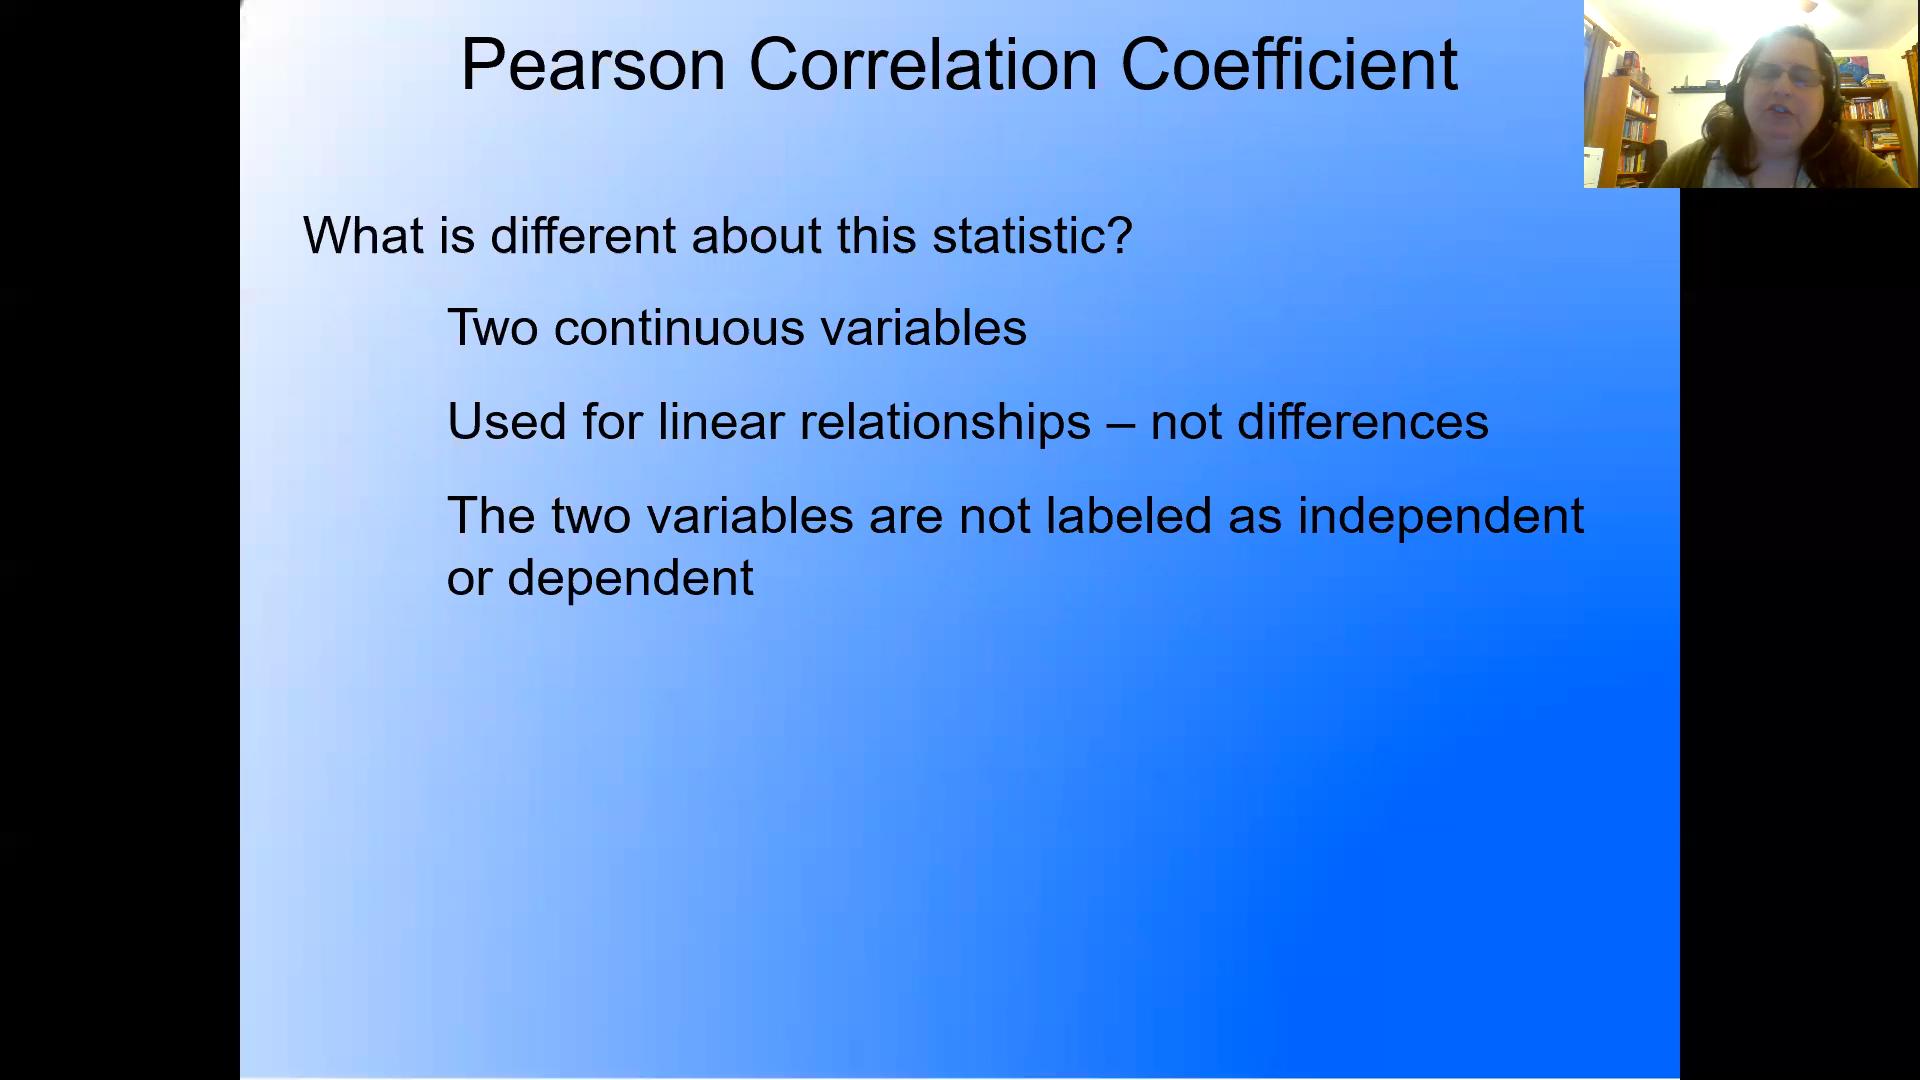 Pearson Correlation Coefficient
What is different about this statistic?
Two continuous variables
Used for linear relationships – not differences
The two variables are not labeled as independent
or dependent